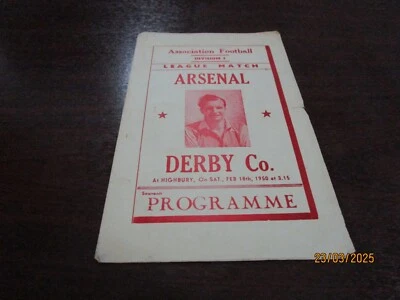 Association Football
DIVISION 1
LEAGUE MATCH
ARSENAL
DERBY Co.
At HIGHBURY, On SAT., FEB 18th, 1950 at 3.15
Souvenir
PROGRAMME
23/03/2025